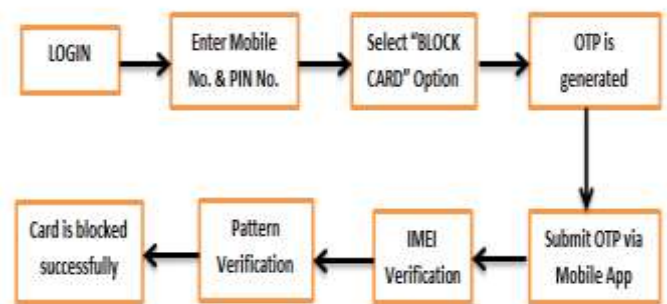 LOGIN
Enter Mobile
No. & PIN No.
Select "BLOCK
CARD" Option
OTP is
generated
Submit OTP via
Mobile App
IMEI
Verification
Pattern
Verification
Card is blocked
successfully